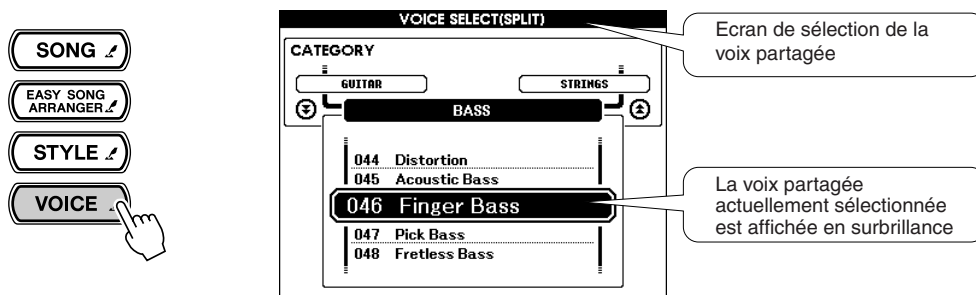 SONG
EASY SONG
ARRANGER
STYLE
VOICE
VOICE SELECT(SPLIT)
CATEGORY
GUITAR
STRINGS
BASS
044 Distortion
045 Acoustic Bass
046 Finger Bass
047 Pick Bass
048 Fretless Bass
Ecran de sélection de la
voix partagée
La voix partagée
actuellement sélectionnée
est affichée en surbrillance